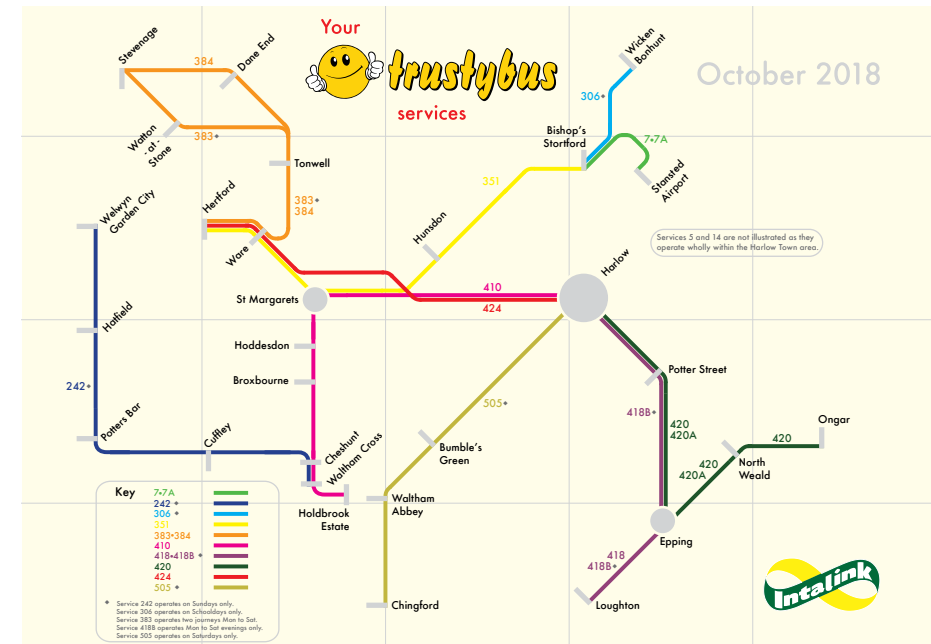 Your
trustybus
services
October 2018
Stevenage
384
Dane End
Watton
-at-
Stone
383◆
Tonwell
383◆
384
Wicken
Bonhunt
306◆
Bishop's
Stortford
7•7A
Stansted
Airport
351
Hunsdon
Hertford
Ware
Welwyn
Garden City
Services 5 and 14 are not illustrated as they
operate wholly within the Harlow Town area.
Harlow
St Margarets
410
424
Hatfield
Hoddesdon
Broxbourne
242◆
Potters Bar
Cuffley
Cheshunt
Waltham Cross
Holdbrook
Estate
505◆
Bumble's
Green
Waltham
Abbey
Chingford
Potter Street
418B◆
420
420A
Ongar
420
420
420A
North
Weald
Epping
418
418B◆
Loughton
Key
7•7A
242 ◆
306 ◆
351
383•384
410
418•418B ◆
420
424
505 ◆
◆ Service 242 operates on Sundays only.
Service 306 operates on Schooldays only.
Service 383 operates two journeys Mon to Sat.
Service 418B operates Mon to Sat evenings only.
Service 505 operates on Saturdays only.
Intalink